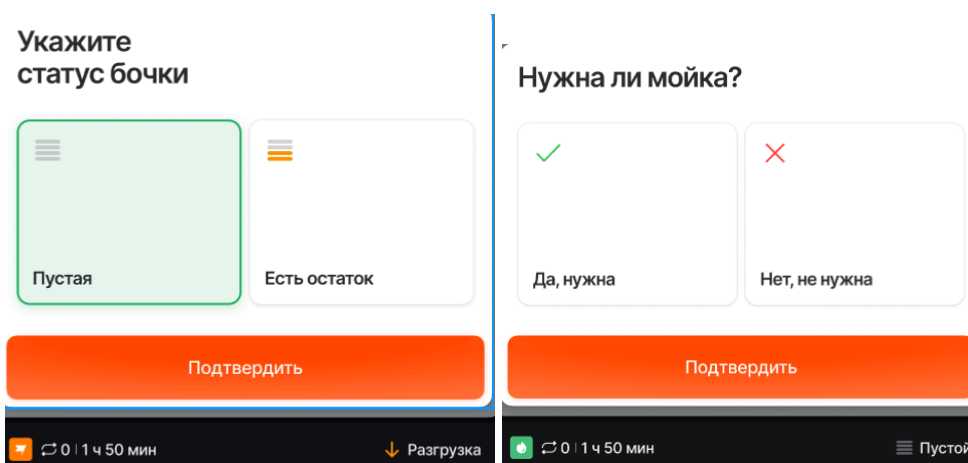 Укажите
статус бочки
Пустая
Есть остаток
Подтвердить
0 | 1 ч 50 мин
Разгрузка
Нужна ли мойка?
Да, нужна
Нет, не нужна
Подтвердить
0 | 1 ч 50 мин
Пустой